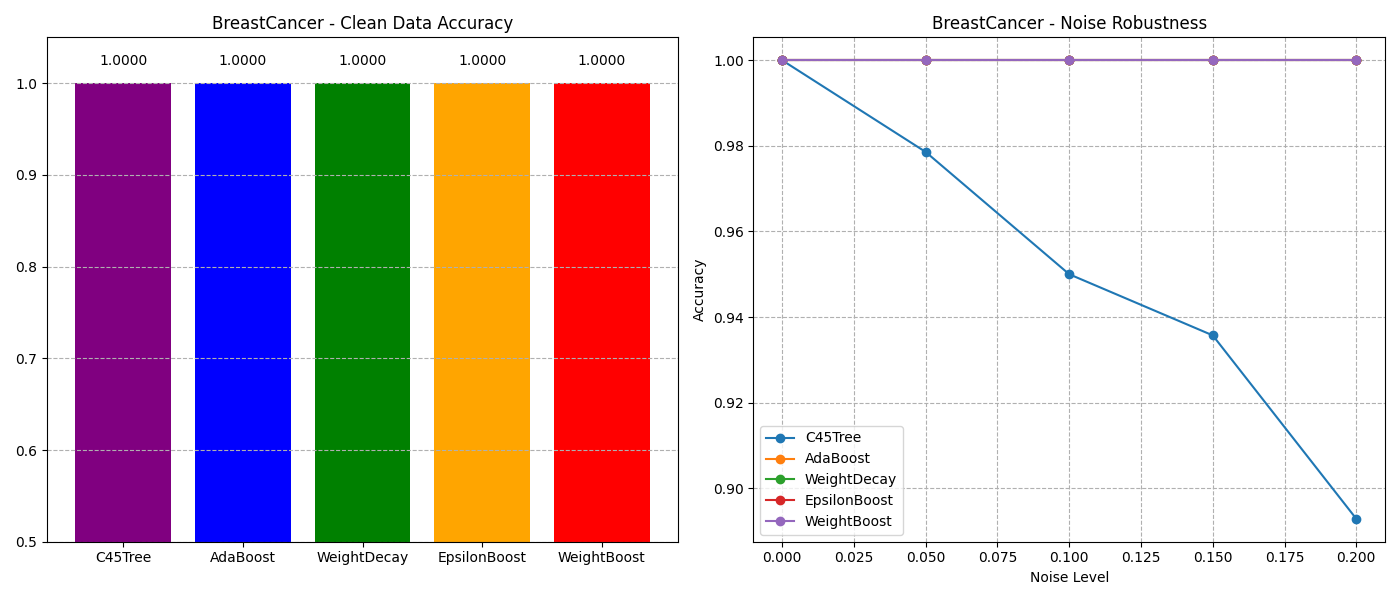 BreastCancer - Clean Data Accuracy
1.0000 1.0000 1.0000 1.0000 1.0000
1.0
0.9
0.8
0.7
0.6
0.5
C45Tree AdaBoost WeightDecay EpsilonBoost WeightBoost
BreastCancer - Noise Robustness
Accuracy
1.00
0.98
0.96
0.94
0.92
0.90
C45Tree
AdaBoost
WeightDecay
EpsilonBoost
WeightBoost
0.000 0.025 0.050 0.075 0.100 0.125 0.150 0.175 0.200
Noise Level